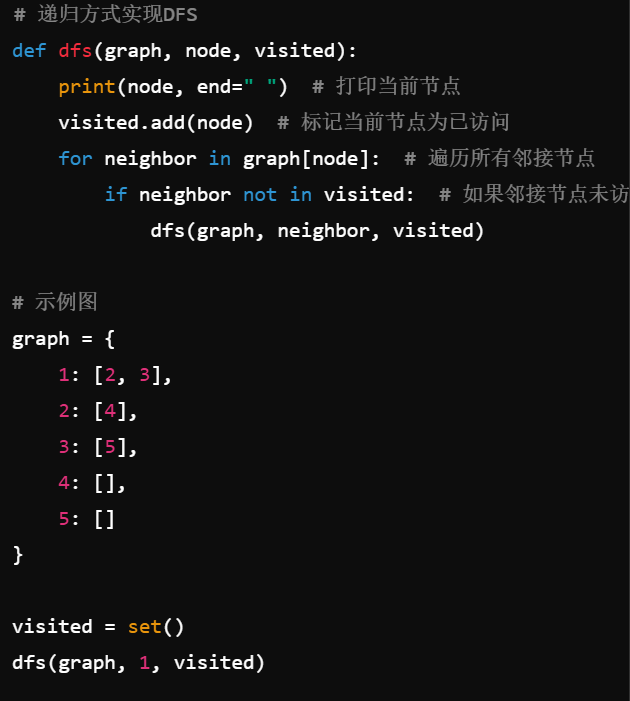 # 递归方式实现DFS
def dfs(graph, node, visited):
    print(node, end=" ")  # 打印当前节点
    visited.add(node)  # 标记当前节点为已访问
    for neighbor in graph[node]:  # 遍历所有邻接节点
        if neighbor not in visited:  # 如果邻接节点未访
            dfs(graph, neighbor, visited)

# 示例图
graph = {
    1: [2, 3],
    2: [4],
    3: [5],
    4: [],
    5: []
}

visited = set()
dfs(graph, 1, visited)